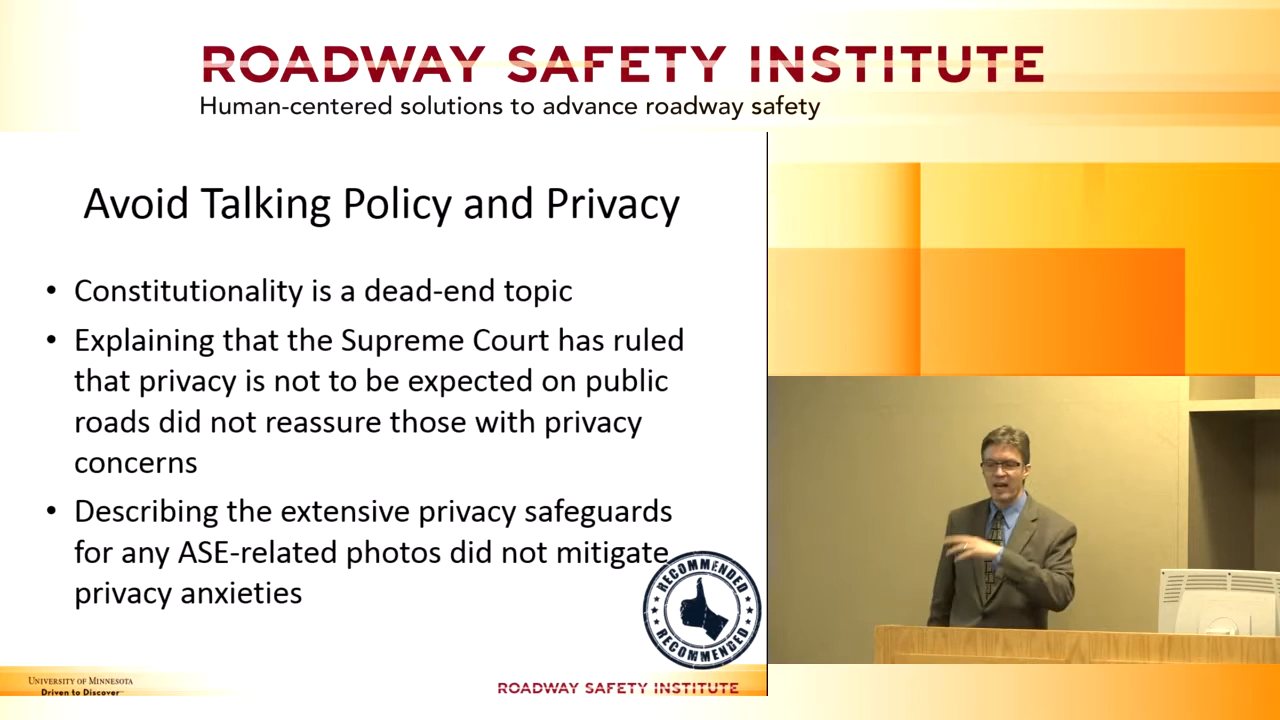 ROADWAY SAFETY INSTITUTE
Human-centered solutions to advance roadway safety
Avoid Talking Policy and Privacy
• Constitutionality is a dead-end topic
• Explaining that the Supreme Court has ruled
that privacy is not to be expected on public
roads did not reassure those with privacy
concerns
• Describing the extensive privacy safeguards
for any ASE-related photos did not mitigate
privacy anxieties
RECOMMENDED
RECOMMENDED
UNIVERSITY OF MINNESOTA
Driven to Discover
ROADWAY SAFETY INSTITUTE